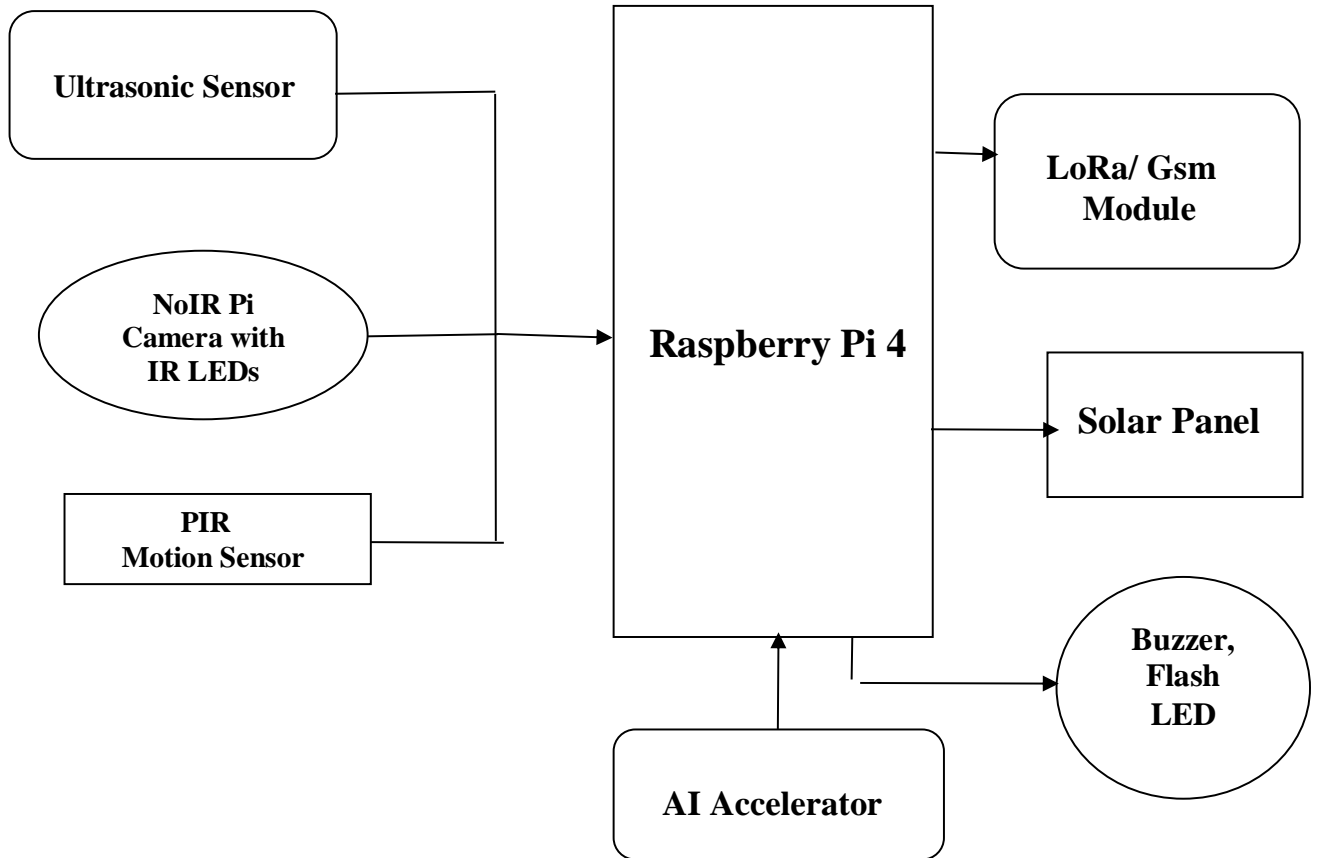 Ultrasonic Sensor
NoIR Pi
Camera with
IR LEDs
PIR
Motion Sensor
Raspberry Pi 4
AI Accelerator
LoRa/ Gsm
Module
Solar Panel
Buzzer,
Flash
LED